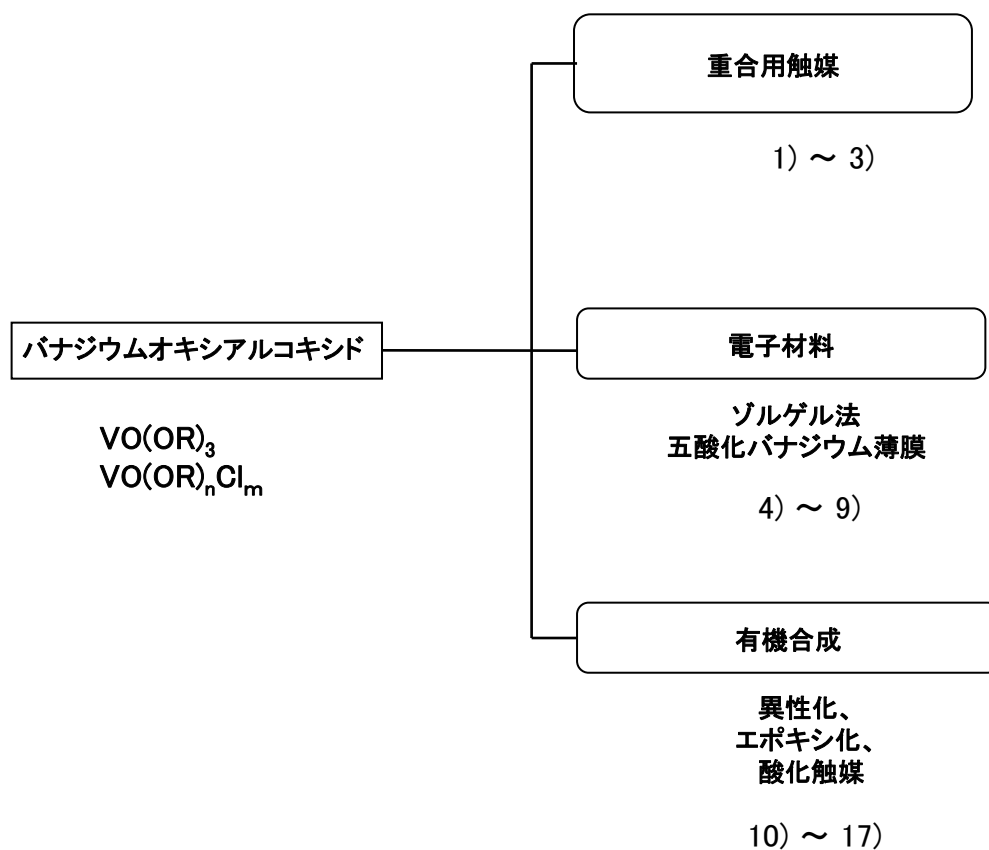 重合用触媒
1) ~ 3)
バナジウムオキシアルコキシド
VO(OR)₃
VO(OR)ₙClₘ
電子材料
ゾルゲル法
五酸化バナジウム薄膜
4) ~ 9)
有機合成
異性化、
エポキシ化、
酸化触媒
10) ~ 17)